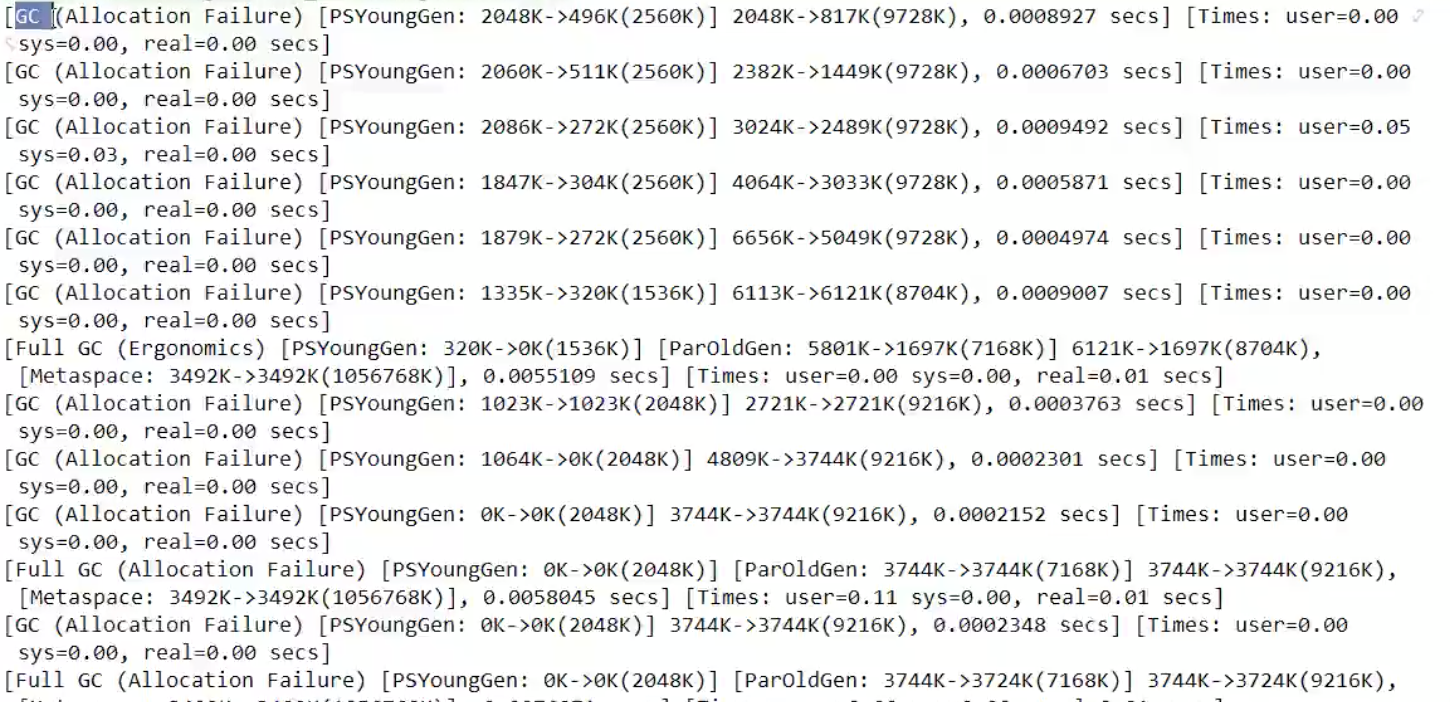 [GC (Allocation Failure) [PSYoungGen: 2048K->496K(2560K)] 2048K->817K(9728K), 0.0008927 secs] [Times: user=0.00
sys=0.00, real=0.00 secs]
[GC (Allocation Failure) [PSYoungGen: 2060K->511K(2560K)] 2382K->1449K(9728K), 0.0006703 secs] [Times: user=0.00
sys=0.00, real=0.00 secs]
[GC (Allocation Failure) [PSYoungGen: 2086K->272K(2560K)] 3024K->2489K(9728K), 0.0009492 secs] [Times: user=0.05
sys=0.03, real=0.00 secs]
[GC (Allocation Failure) [PSYoungGen: 1847K->304K(2560K)] 4064K->3033K(9728K), 0.0005871 secs] [Times: user=0.00
sys=0.00, real=0.00 secs]
[GC (Allocation Failure) [PSYoungGen: 1879K->272K(2560K)] 6656K->5049K(9728K), 0.0004974 secs] [Times: user=0.00
sys=0.00, real=0.00 secs]
[GC (Allocation Failure) [PSYoungGen: 1335K->320K(1536K)] 6113K->6121K(8704K), 0.0009007 secs] [Times: user=0.00
sys=0.00, real=0.00 secs]
[Full GC (Ergonomics) [PSYoungGen: 320K->0K(1536K)] [ParOldGen: 5801K->1697K(7168K)] 6121K->1697K(8704K),
[Metaspace: 3492K->3492K(1056768K)], 0.0055109 secs] [Times: user=0.00 sys=0.00, real=0.01 secs]
[GC (Allocation Failure) [PSYoungGen: 1023K->1023K(2048K)] 2721K->2721K(9216K), 0.0003763 secs] [Times: user=0.00
sys=0.00, real=0.00 secs]
[GC (Allocation Failure) [PSYoungGen: 1064K->0K(2048K)] 4809K->3744K(9216K), 0.0002301 secs] [Times: user=0.00
sys=0.00, real=0.00 secs]
[GC (Allocation Failure) [PSYoungGen: 0K->0K(2048K)] 3744K->3744K(9216K), 0.0002152 secs] [Times: user=0.00
sys=0.00, real=0.00 secs]
[Full GC (Allocation Failure) [PSYoungGen: 0K->0K(2048K)] [ParOldGen: 3744K->3744K(7168K)] 3744K->3744K(9216K),
[Metaspace: 3492K->3492K(1056768K)], 0.0058045 secs] [Times: user=0.11 sys=0.00, real=0.01 secs]
[GC (Allocation Failure) [PSYoungGen: 0K->0K(2048K)] 3744K->3744K(9216K), 0.0002348 secs] [Times: user=0.00
sys=0.00, real=0.00 secs]
[Full GC (Allocation Failure) [PSYoungGen: 0K->0K(2048K)] [ParOldGen: 3744K->3724K(7168K)] 3744K->3724K(9216K),